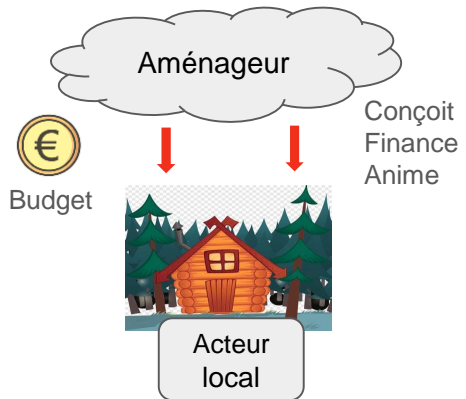 Aménageur
€
Budget
Conçoit
Finance
Anime
Acteur
local